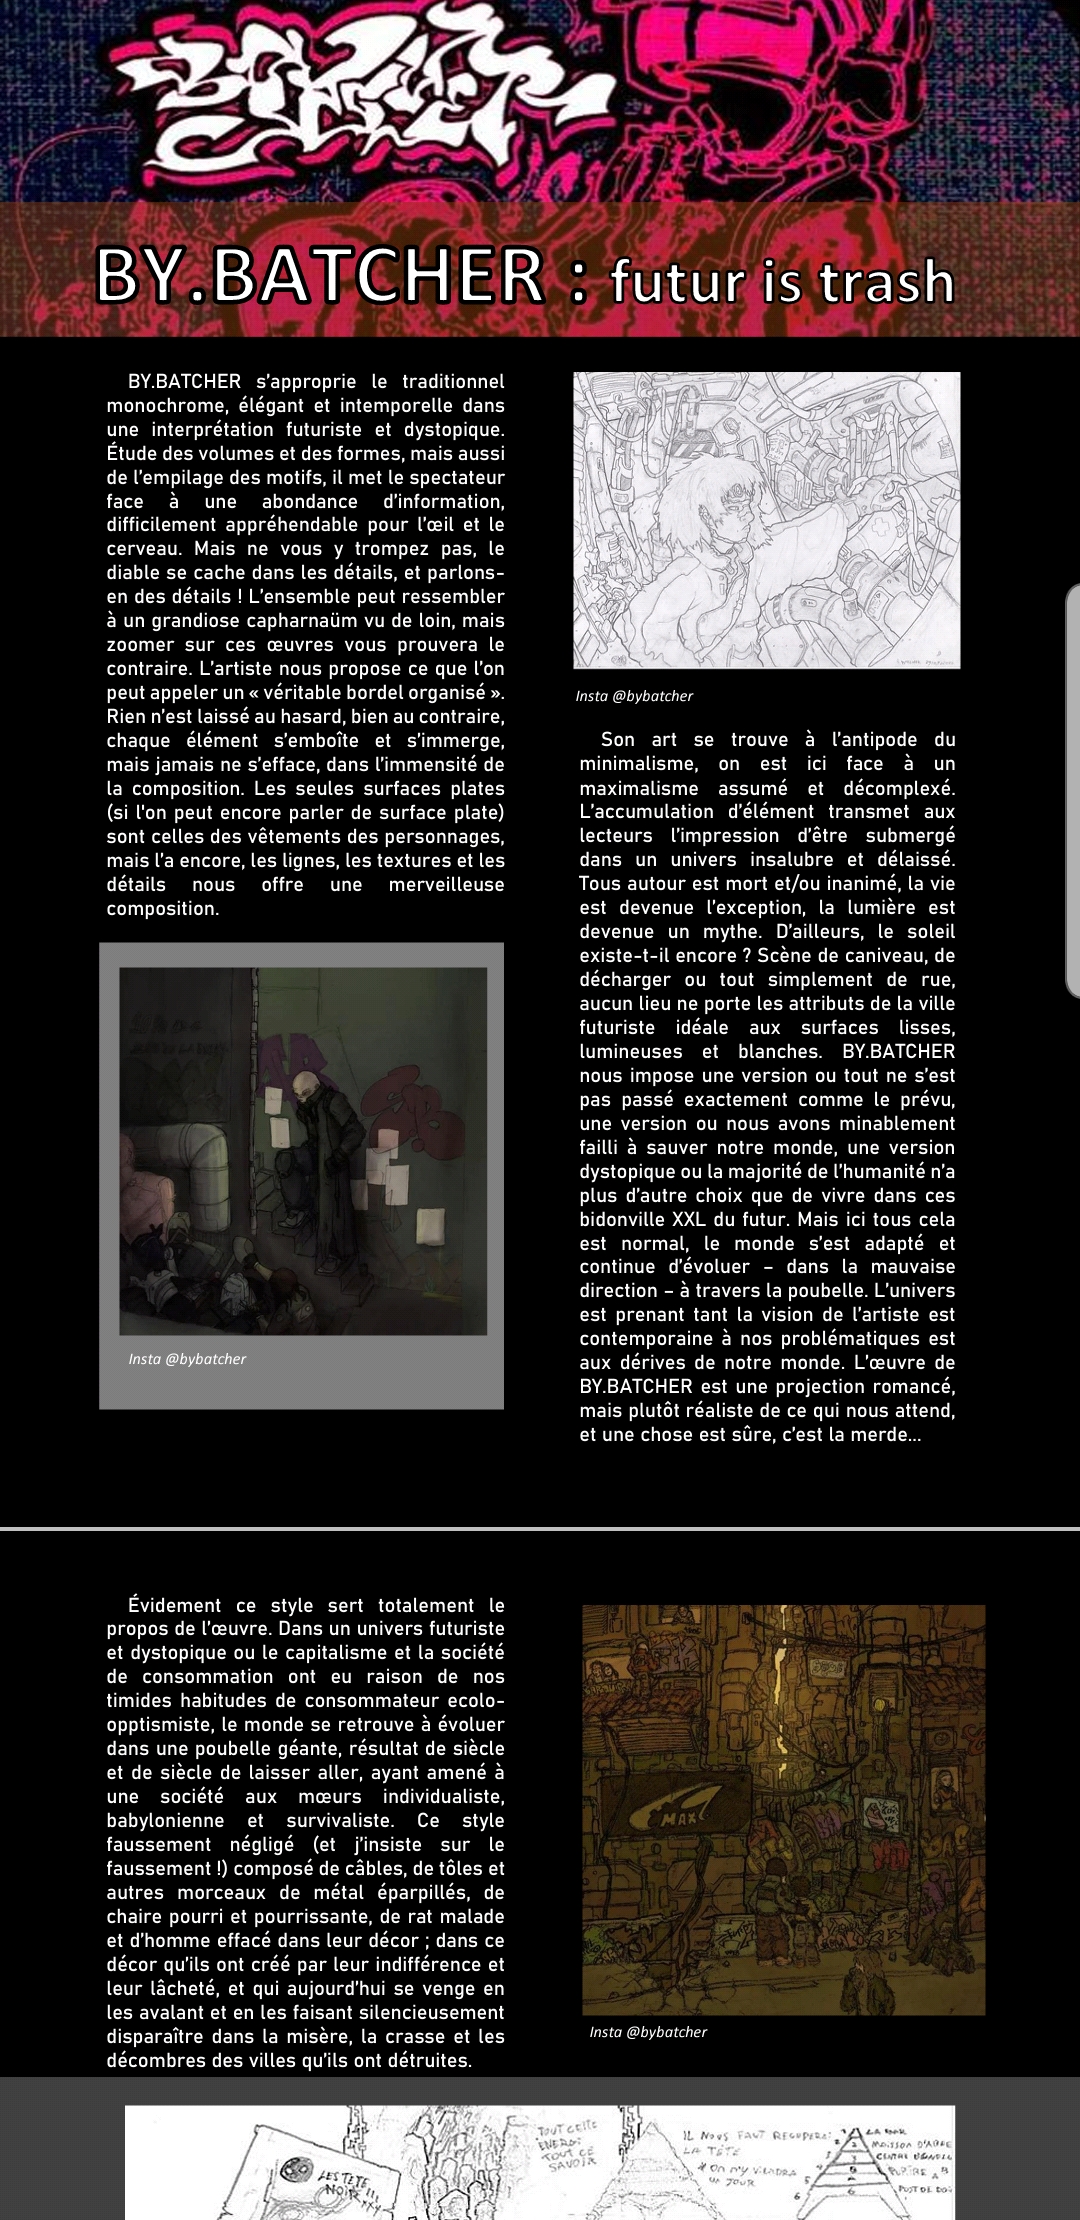 BATCHER
BY.BATCHER : futur is trash
BY.BATCHER s’approprie le traditionnel
monochrome, élégant et intemporelle dans
une interprétation futuriste et dystopique.
Étude des volumes et des formes, mais aussi
de l’empilage des motifs, il met le spectateur
face à une abondance d’information,
difficilement appréhendable pour l’œil et le
cerveau. Mais ne vous y trompez pas, le
diable se cache dans les détails, et parlons-
en des détails ! L’ensemble peut ressembler
à un grandiose capharnaüm vu de loin, mais
zoomer sur ces œuvres vous prouvera le
contraire. L’artiste nous propose ce que l’on
peut appeler un « véritable bordel organisé ».
Rien n’est laissé au hasard, bien au contraire,
chaque élément s’emboîte et s’immerge,
mais jamais ne s’efface, dans l’immensité de
la composition. Les seules surfaces plates
(si l'on peut encore parler de surface plate)
sont celles des vêtements des personnages,
mais l’a encore, les lignes, les textures et les
détails nous offre une merveilleuse
composition.
Insta @bybatcher
Insta @bybatcher
Son art se trouve à l’antipode du
minimalisme, on est ici face à un
maximalisme assumé et décomplexé.
L’accumulation d’élément transmet aux
lecteurs l’impression d’être submergé
dans un univers insalubre et délaissé.
Tous autour est mort et/ou inanimé, la vie
est devenue l’exception, la lumière est
devenue un mythe. D’ailleurs, le soleil
existe-t-il encore ? Scène de caniveau, de
décharger ou tout simplement de rue,
aucun lieu ne porte les attributs de la ville
futuriste idéale aux surfaces lisses,
lumineuses et blanches. BY.BATCHER
nous impose une version ou tout ne s’est
pas passé exactement comme le prévu,
une version ou nous avons minablement
failli à sauver notre monde, une version
dystopique ou la majorité de l’humanité n’a
plus d’autre choix que de vivre dans ces
bidonville XXL du futur. Mais ici tous cela
est normal, le monde s’est adapté et
continue d’évoluer – dans la mauvaise
direction – à travers la poubelle. L’univers
est prenant tant la vision de l’artiste est
contemporaine à nos problématiques est
aux dérives de notre monde. L’œuvre de
BY.BATCHER est une projection romancé,
mais plutôt réaliste de ce qui nous attend,
et une chose est sûre, c’est la merde…
Évidement ce style sert totalement le
propos de l’œuvre. Dans un univers futuriste
et dystopique ou le capitalisme et la société
de consommation ont eu raison de nos
timides habitudes de consommateur ecolo-
opptismiste, le monde se retrouve à évoluer
dans une poubelle géante, résultat de siècle
et de siècle de laisser aller, ayant amené à
une société aux mœurs individualiste,
babylonienne et survivaliste. Ce style
faussement négligé (et j’insiste sur le
faussement !) composé de câbles, de tôles et
autres morceaux de métal éparpillés, de
chaire pourri et pourrissante, de rat malade
et d’homme effacé dans leur décor ; dans ce
décor qu’ils ont créé par leur indifférence et
leur lâcheté, et qui aujourd’hui se venge en
les avalant et en les faisant silencieusement
disparaître dans la misère, la crasse et les
décombres des villes qu’ils ont détruites.
MAX
Insta @bybatcher
LES TETE
NOIR
TOUT CETTE
TOUT CE
SAVOIR
IL NOUS FAUT RECUPERER
LA TÊTE
UN JOUR